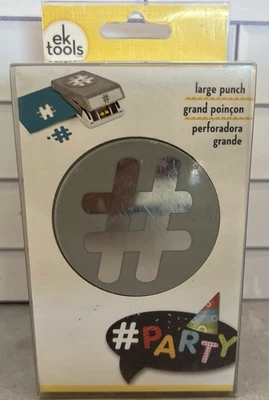 ek
tools
large punch
grand poinçon
perforadora
grande
#
#PARTY